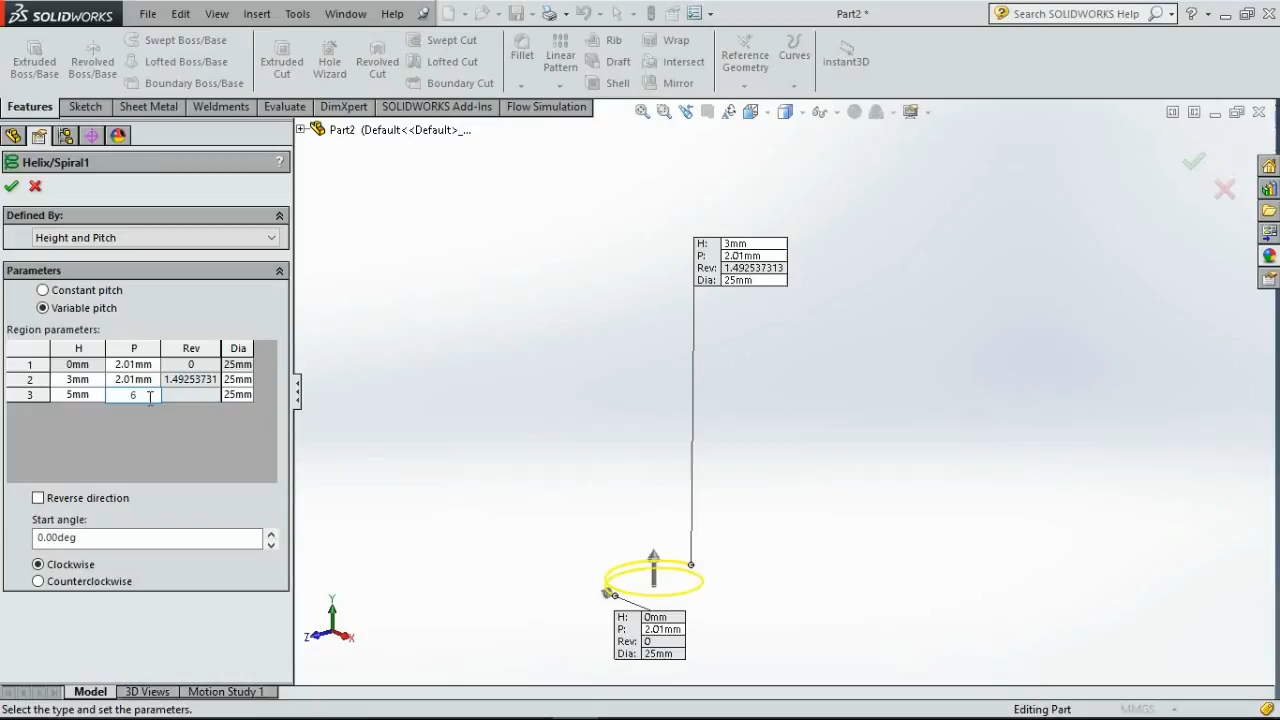 SOLIDWORKS File Edit View Insert Tools Window Help Part2 * Search SOLIDWORKS Help
Extruded Boss/Base Revolved Boss/Base Swept Boss/Base Lofted Boss/Base Boundary Boss/Base Extruded Cut Hole Wizard Revolved Cut Swept Cut Lofted Cut Boundary Cut Fillet Linear Pattern Rib Draft Shell Wrap Intersect Mirror Reference Geometry Curves Instant3D
Features Sketch Sheet Metal Weldments Evaluate DimXpert SOLIDWORKS Add-Ins Flow Simulation
Part2 (Default<<Default>_...
Helix/Spiral1 ?
Defined By:
Height and Pitch
Parameters
Constant pitch
Variable pitch
Region parameters:
H P Rev Dia
1 0mm 2.01mm 0 25mm
2 3mm 2.01mm 1.49253731 25mm
3 5mm 6 25mm
Reverse direction
Start angle:
0.00deg
Clockwise
Counterclockwise
H: 3mm
P: 2.01mm
Rev: 1.492537313
Dia: 25mm
H: 0mm
P: 2.01mm
Rev: 0
Dia: 25mm
Y
Z X
Model 3D Views Motion Study 1
Select the type and set the parameters. Editing Part MMGS